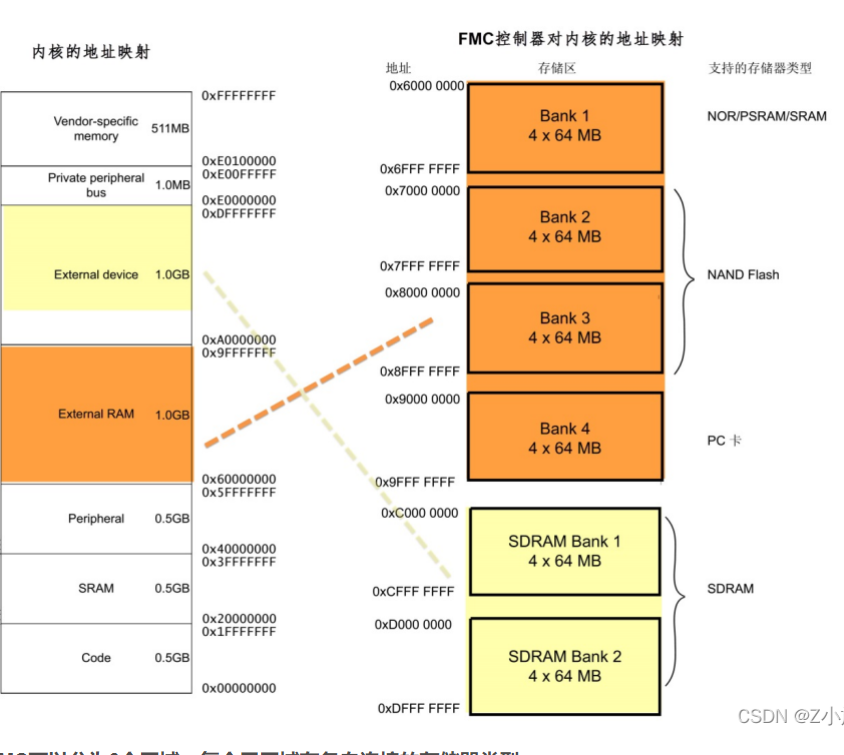 内核的地址映射
FMC控制器对内核的地址映射
地址
存储区
支持的存储器类型
0xFFFFFFFF
Vendor-specific
memory
511MB
0xE0100000
0xE00FFFFF
Private peripheral
bus
1.0MB
0xE0000000
0xDFFFFFFF
External device
1.0GB
0xA0000000
0x9FFFFFFF
External RAM
1.0GB
0x60000000
0x5FFFFFFF
Peripheral
0.5GB
0x40000000
0x3FFFFFFF
SRAM
0.5GB
0x20000000
0x1FFFFFFF
Code
0.5GB
0x00000000
0x6000 0000
Bank 1
4 x 64 MB
NOR/PSRAM/SRAM
0x6FFF FFFF
0x7000 0000
Bank 2
4 x 64 MB
0x7FFF FFFF
NAND Flash
0x8000 0000
Bank 3
4 x 64 MB
0x8FFF FFFF
0x9000 0000
Bank 4
4 x 64 MB
PC 卡
0x9FFF FFFF
0xC000 0000
SDRAM Bank 1
4 x 64 MB
0xCFFF FFFF
SDRAM
0xD000 0000
SDRAM Bank 2
4 x 64 MB
0xDFFF FFFF
CSDN @Z小